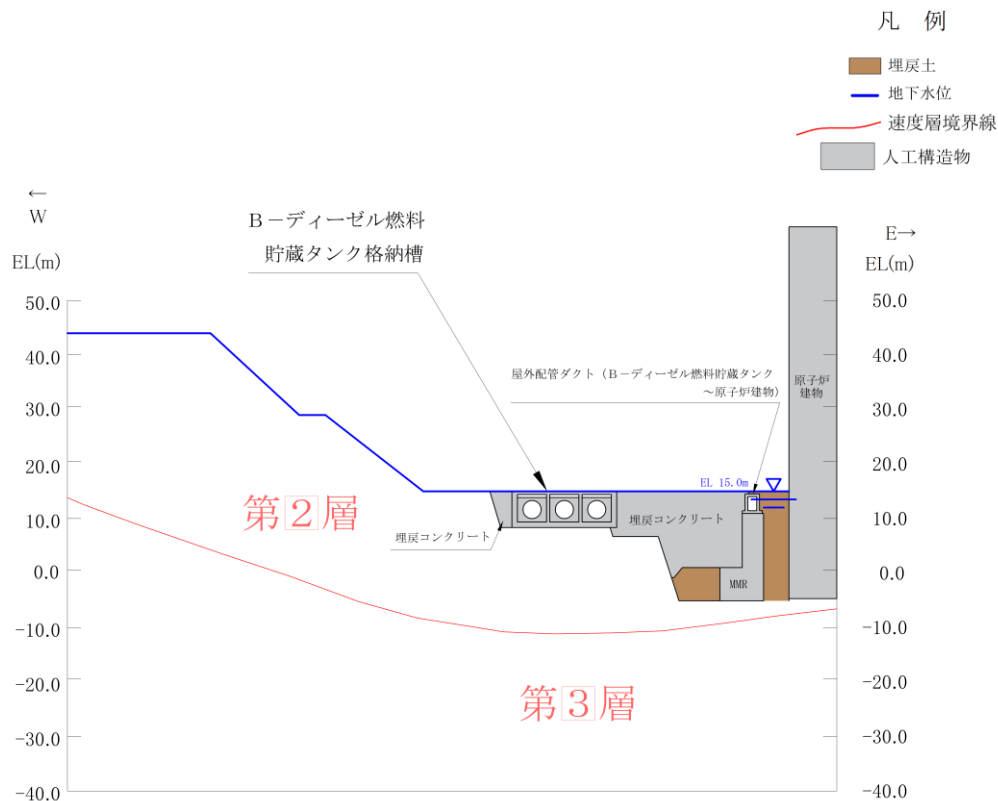 凡 例
埋戻土
地下水位
速度層境界線
人工構造物
←
W
EL(m)
B－ディーゼル燃料
貯蔵タンク格納槽
E→
EL(m)
50.0
40.0
30.0
20.0
10.0
0.0
-10.0
-20.0
-30.0
-40.0
屋外配管ダクト（B－ディーゼル燃料貯蔵タンク
～原子炉建物）
原子炉
建物
EL 15.0m
第2層
埋戻コンクリート
埋戻コンクリート
MMR
第3層
50.0
40.0
30.0
20.0
10.0
0.0
-10.0
-20.0
-30.0
-40.0